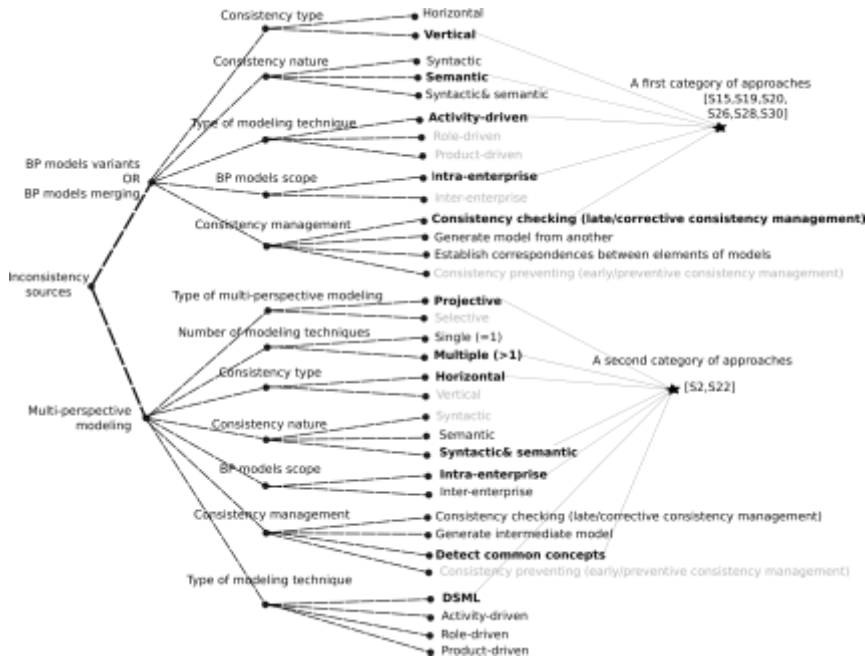 Consistency type
Horizontal
Vertical
Consistency nature
Syntactic
Semantic
Syntactic& semantic
A first category of approaches
[S15,S19,S20,
S26,S28,S30]
Type of modeling technique
Activity-driven
Role-driven
Product-driven
BP models variants
OR
BP models merging
BP models scope
Intra-enterprise
Inter-enterprise
Consistency management
Consistency checking (late/corrective consistency management)
Generate model from another
Establish correspondences between elements of models
Consistency preventing (early/preventive consistency management)
Inconsistency
sources
Type of multi-perspective modeling
Projective
Selective
Number of modeling techniques
Single (=1)
Multiple (>1)
A second category of approaches
[S2,S22]
Consistency type
Horizontal
Vertical
Multi-perspective
modeling
Consistency nature
Syntactic
Semantic
Syntactic& semantic
BP models scope
Intra-enterprise
Inter-enterprise
Consistency management
Consistency checking (late/corrective consistency management)
Generate intermediate model
Detect common concepts
Consistency preventing (early/preventive consistency management)
Type of modeling technique
DSML
Activity-driven
Role-driven
Product-driven